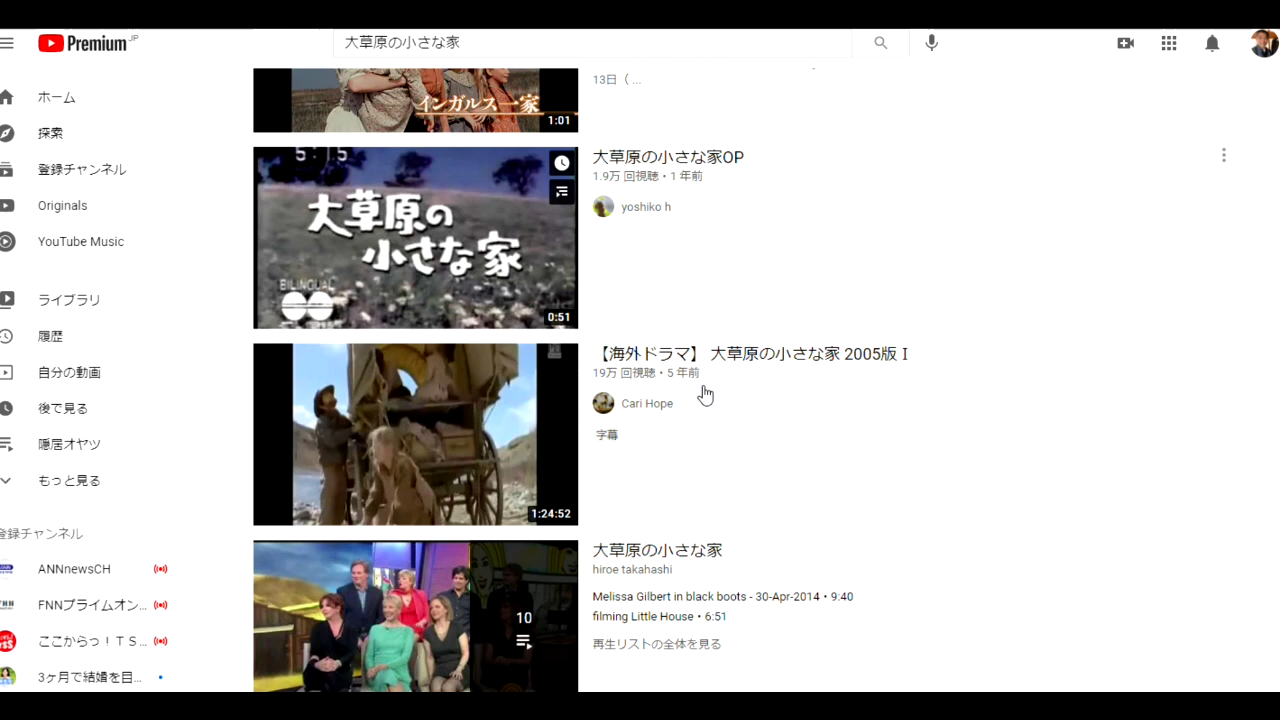 Premium JP
大草原の小さな家
ホーム
探索
登録チャンネル
Originals
YouTube Music
ライブラリ
履歴
自分の動画
後で見る
隠居オヤツ
もっと見る
登録チャンネル
ANNnewsCH
FNNプライムオン...
ここからっ！ＴＳ...
3ヶ月で結婚を目...
インガルス一家
1:01
13日（ ...
5:15
大草原の
小さな家
BILINGUAL
0:51
大草原の小さな家OP
1.9万 回視聴・1 年前
yoshiko h
1:24:52
【海外ドラマ】 大草原の小さな家 2005版 I
19万 回視聴・5 年前
Cari Hope
字幕
10
大草原の小さな家
hiroe takahashi
Melissa Gilbert in black boots - 30-Apr-2014 • 9:40
filming Little House • 6:51
再生リストの全体を見る